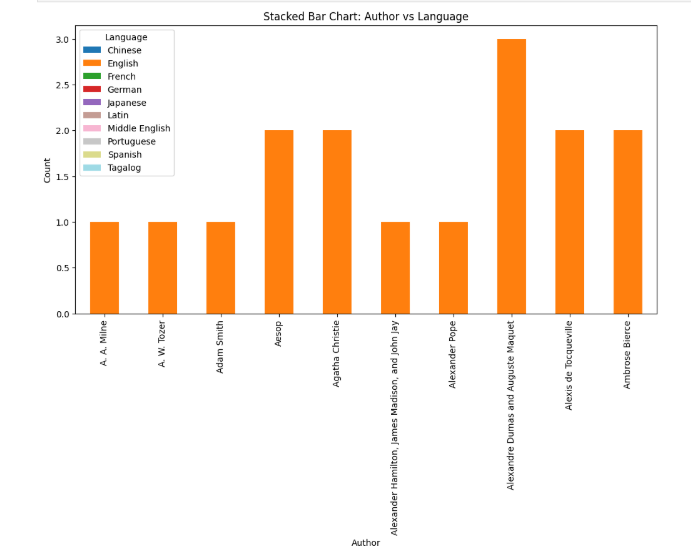 Stacked Bar Chart: Author vs Language
Language
Chinese
English
French
German
Japanese
Latin
Middle English
Portuguese
Spanish
Tagalog
Count
3.0
2.5
2.0
1.5
1.0
0.5
0.0
A. A. Milne
A. W. Tozer
Adam Smith
Aesop
Agatha Christie
Alexander Hamilton, James Madison, and John Jay
Alexander Pope
Alexandre Dumas and Auguste Maquet
Alexis de Tocqueville
Ambrose Bierce
Author